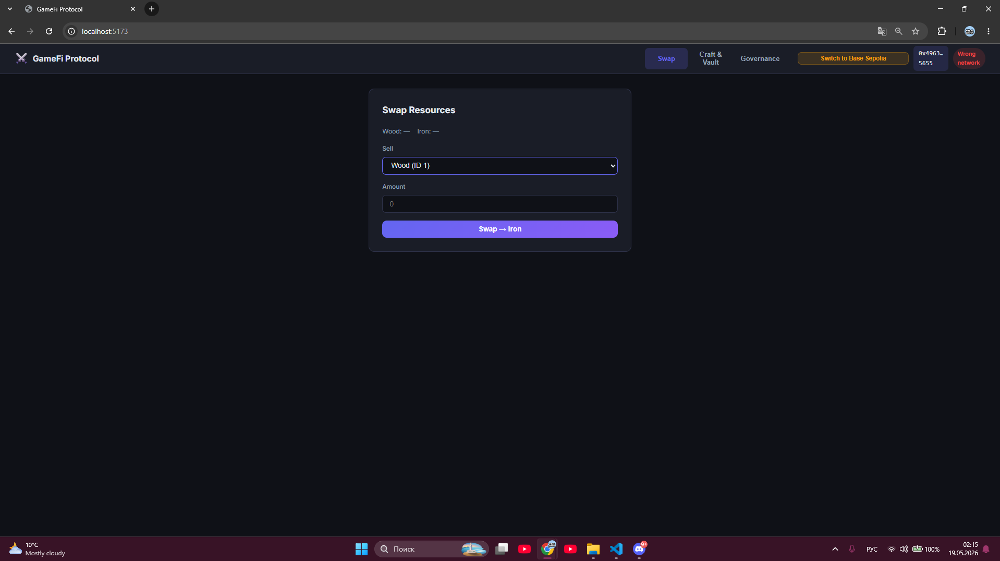 GameFi Protocol
localhost:5173
GameFi Protocol
Swap
Craft &
Vault
Governance
Switch to Base Sepolia
0x4963…
5655
Wrong
network
Swap Resources
Wood: — Iron: —
Sell
Wood (ID 1)
Amount
0
Swap → Iron
10°C
Mostly cloudy
Поиск
9+
РУС
100%
02:15
19.05.2026